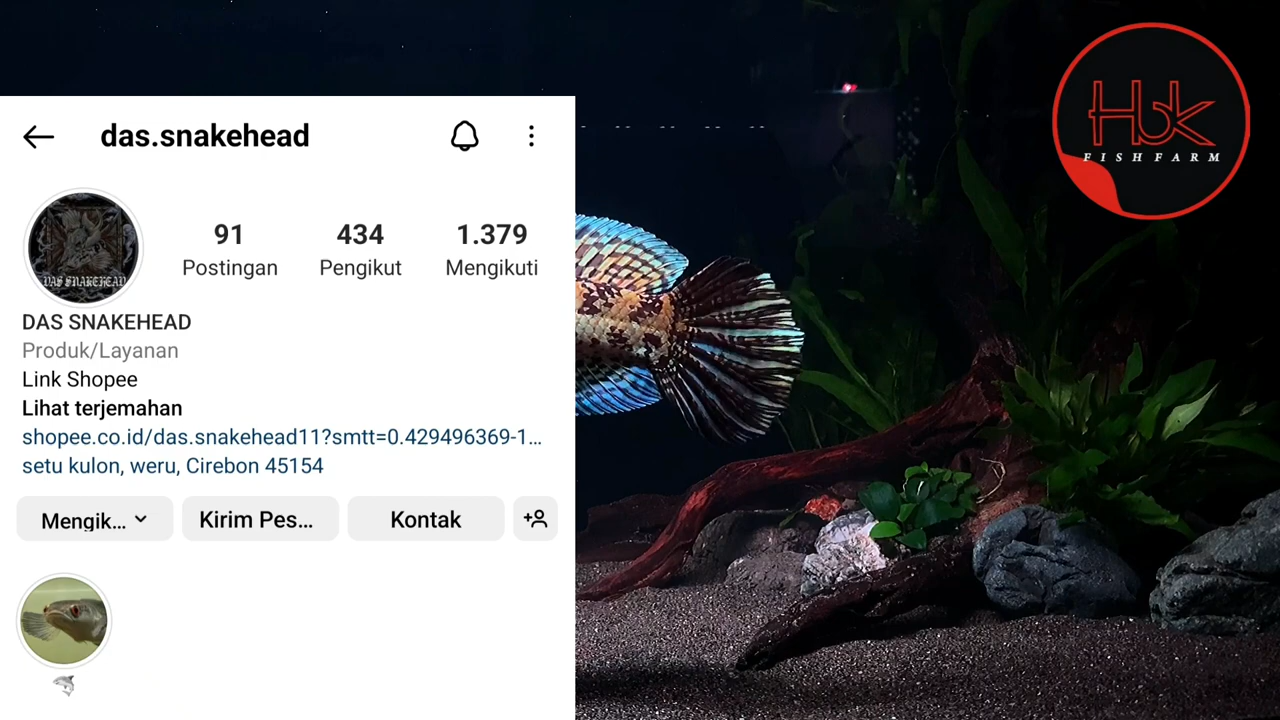 das.snakehead
DAS SNAKEHEAD
91 434 1.379
Postingan Pengikut Mengikuti
DAS SNAKEHEAD
Produk/Layanan
Link Shopee
Lihat terjemahan
shopee.co.id/das.snakehead11?smtt=0.429496369-1...
setu kulon, weru, Cirebon 45154
Mengik... Kirim Pes... Kontak
Hbk
FISH FARM